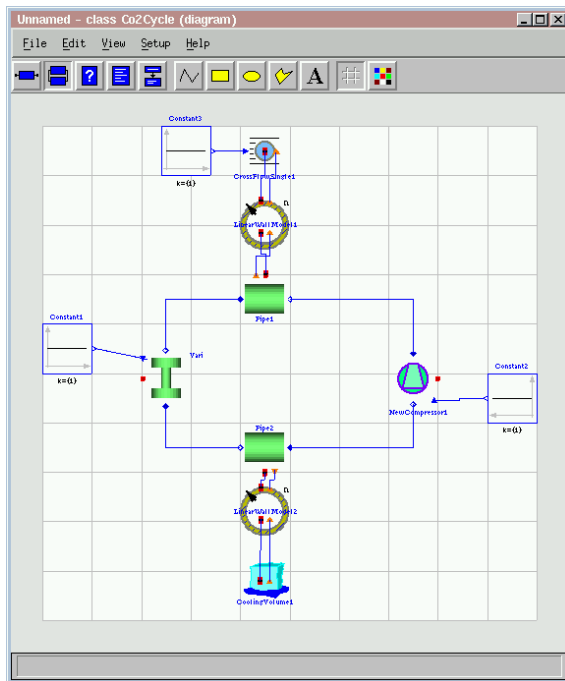 Unnamed - class Co2Cycle (diagram)
File Edit View Setup Help
?
A
Constant3
k={1}
CrossFlowSingle1
n
LinearWallModel1
Pipe1
Constant1
k={1}
Vari
Constant2
k={1}
NewCompressor1
Pipe2
n
LinearWallModel2
CoolingVolume1